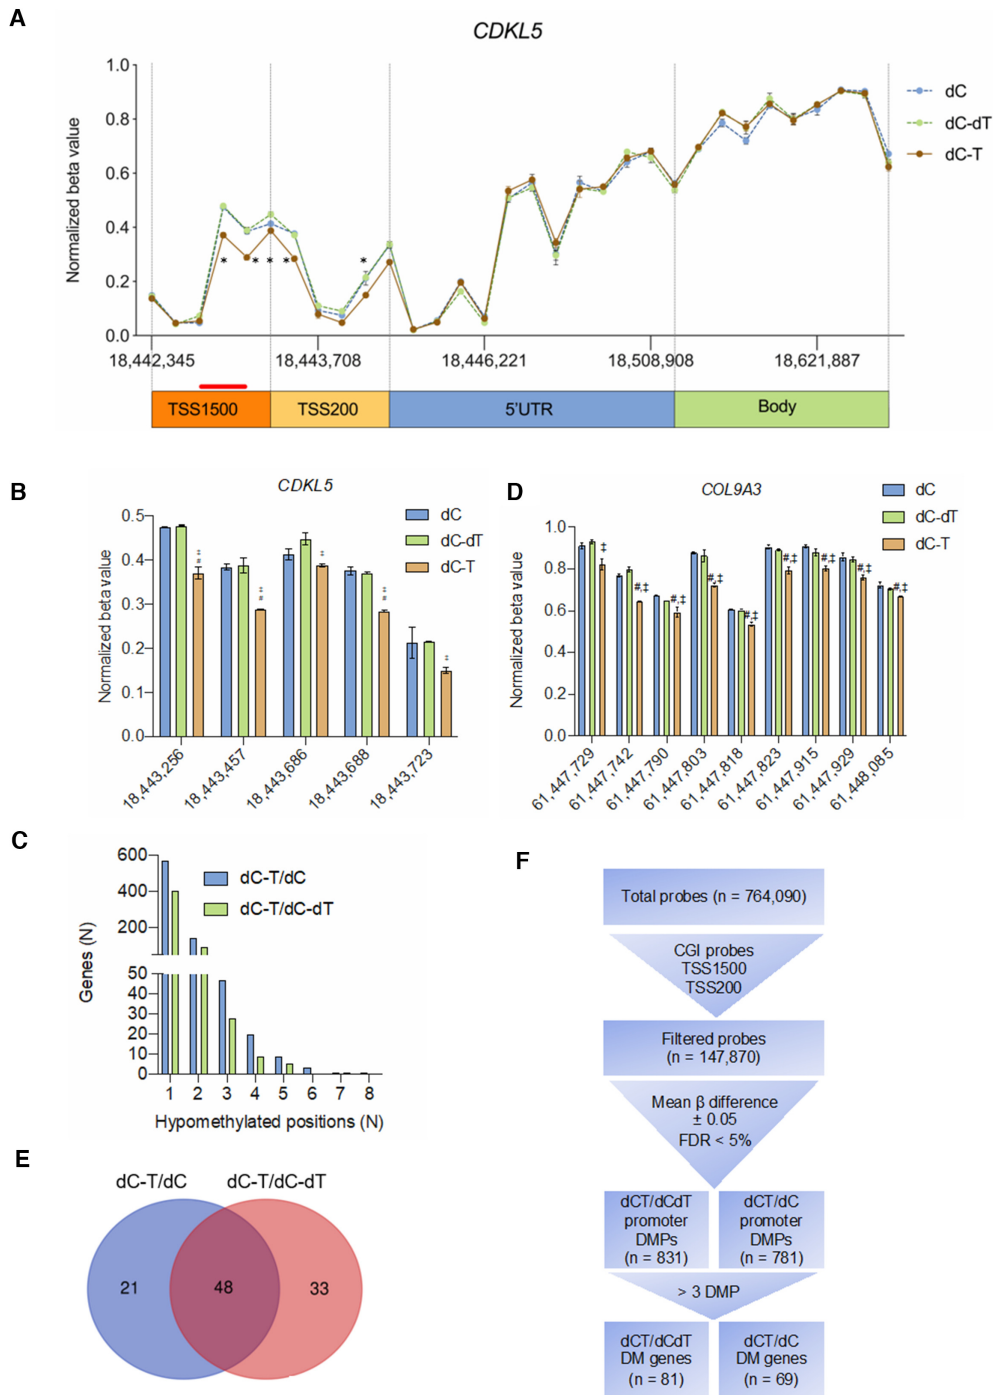 A
CDKL5
Normalized beta value
1.0
0.8
0.6
0.4
0.2
0.0
* * * * *
dC
dC-dT
dC-T
18,442,345 18,443,708 18,446,221 18,508,908 18,621,887
TSS1500 TSS200 5'UTR Body
B
CDKL5
Normalized beta value
0.5
0.4
0.3
0.2
0.1
0.0
dC
dC-dT
dC-T
18,443,256 18,443,457 18,443,686 18,443,688 18,443,723
D
COL9A3
Normalized beta value
1.0
0.8
0.6
0.4
0.2
0.0
dC
dC-dT
dC-T
‡ #,‡ #,‡ #,‡ #,‡ #,‡ #,‡ #,‡ #,‡
61,447,729 61,447,742 61,447,790 61,447,803 61,447,818 61,447,823 61,447,915 61,447,929 61,448,085
C
Genes (N)
600
400
200
50
40
30
20
10
0
dC-T/dC
dC-T/dC-dT
1 2 3 4 5 6 7 8
Hypomethylated positions (N)
E
dC-T/dC dC-T/dC-dT
21 48 33
F
Total probes (n = 764,090)
CGI probes
TSS1500
TSS200
Filtered probes
(n = 147,870)
Mean β difference
± 0.05
FDR < 5%
dCT/dCdT
promoter
DMPs
(n = 831)
dCT/dC
promoter
DMPs
(n = 781)
> 3 DMP
dCT/dCdT
DM genes
(n = 81)
dCT/dC
DM genes
(n = 69)